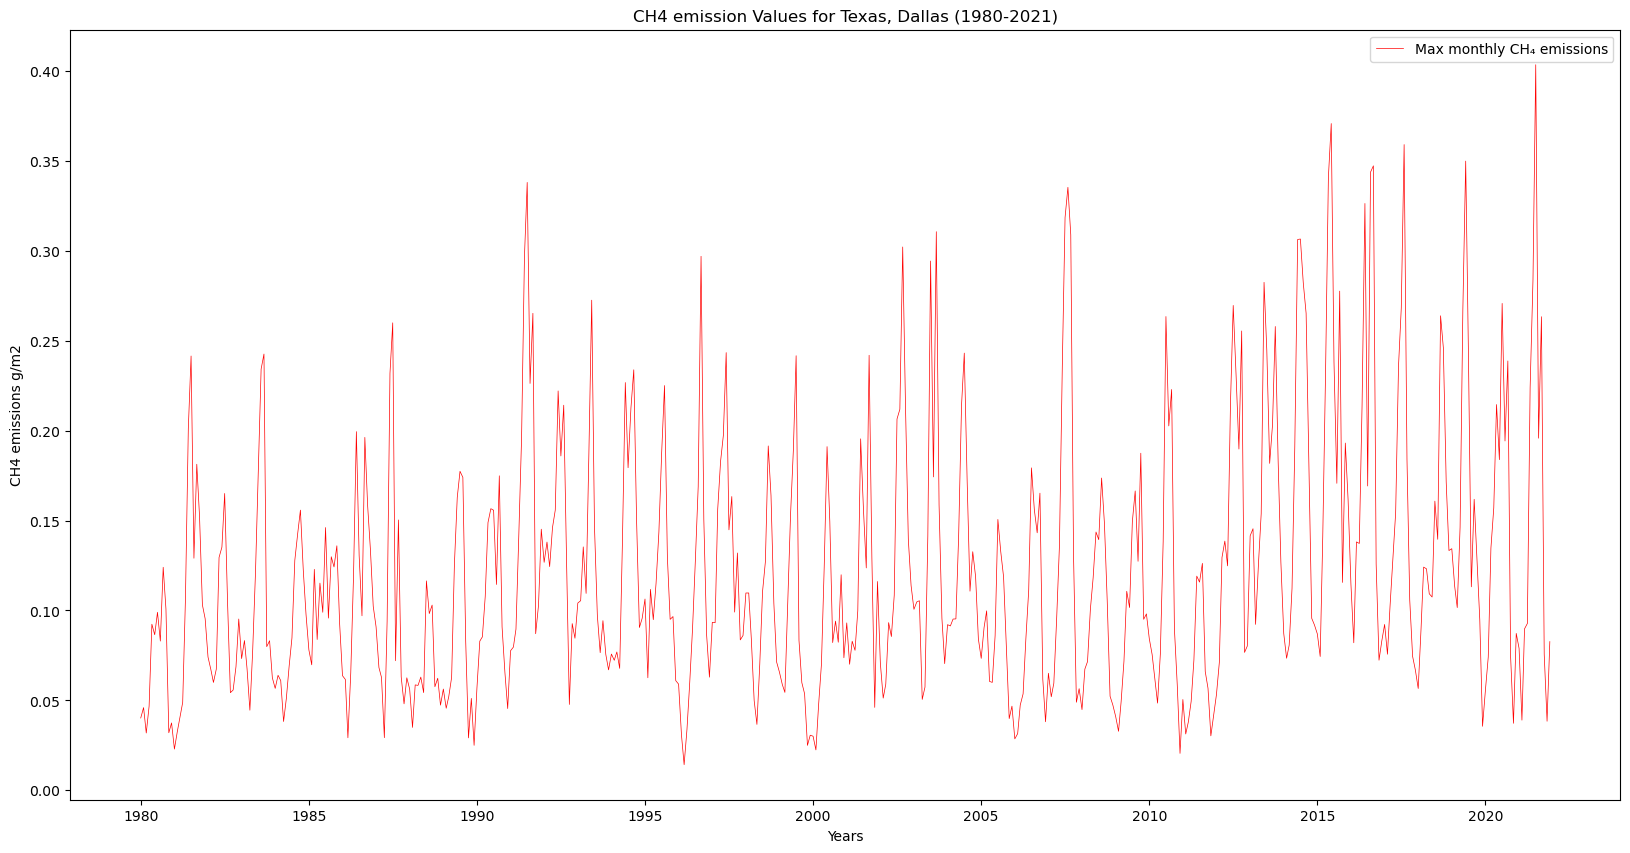 CH4 emission Values for Texas, Dallas (1980-2021)
Max monthly CH₄ emissions
CH4 emissions g/m2
0.40
0.35
0.30
0.25
0.20
0.15
0.10
0.05
0.00
1980 1985 1990 1995 2000 2005 2010 2015 2020
Years